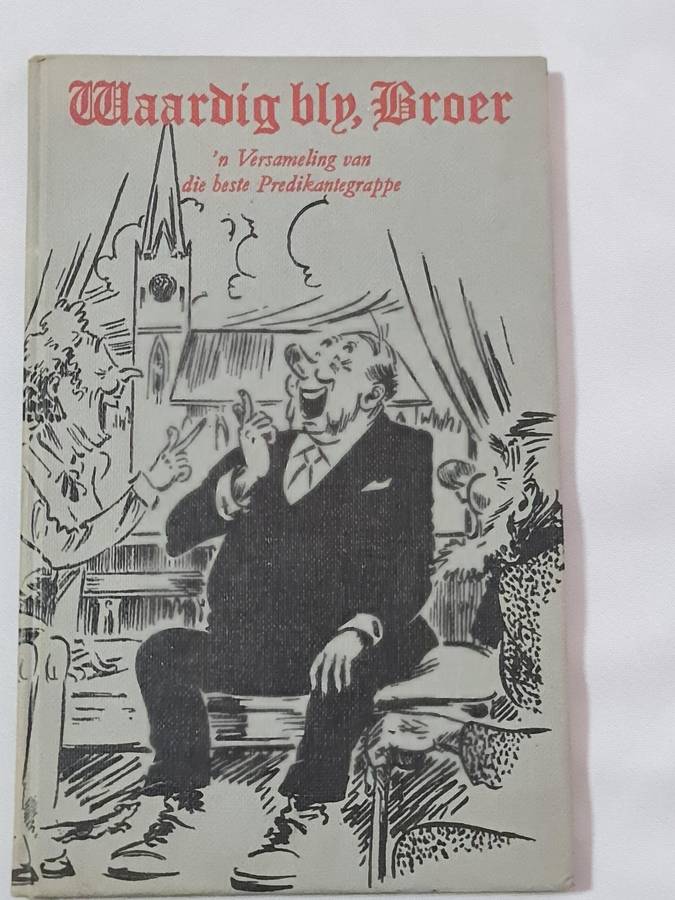 Waardig bly, Broer
'n Versameling van
die beste Predikantegrappe